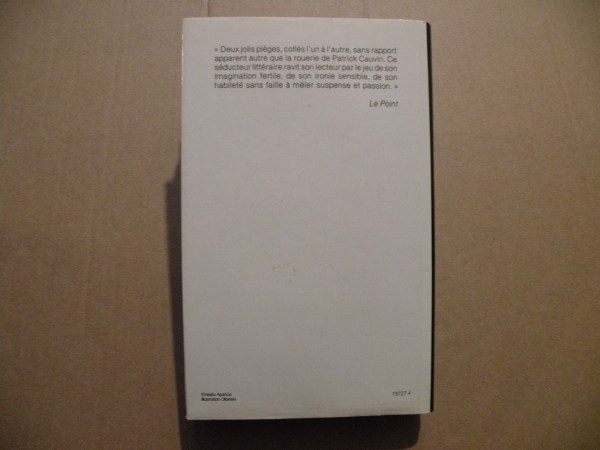 « Deux jolis pièges, collés l'un à l'autre, sans rapport
apparent autre que la rouerie de Patrick Cauvin. Ce
séducteur littéraire ravit son lecteur par le jeu de son
imagination fertile, de son ironie sensible, de son
habileté sans faille à mêler suspense et passion. »
Le Point
Illustration